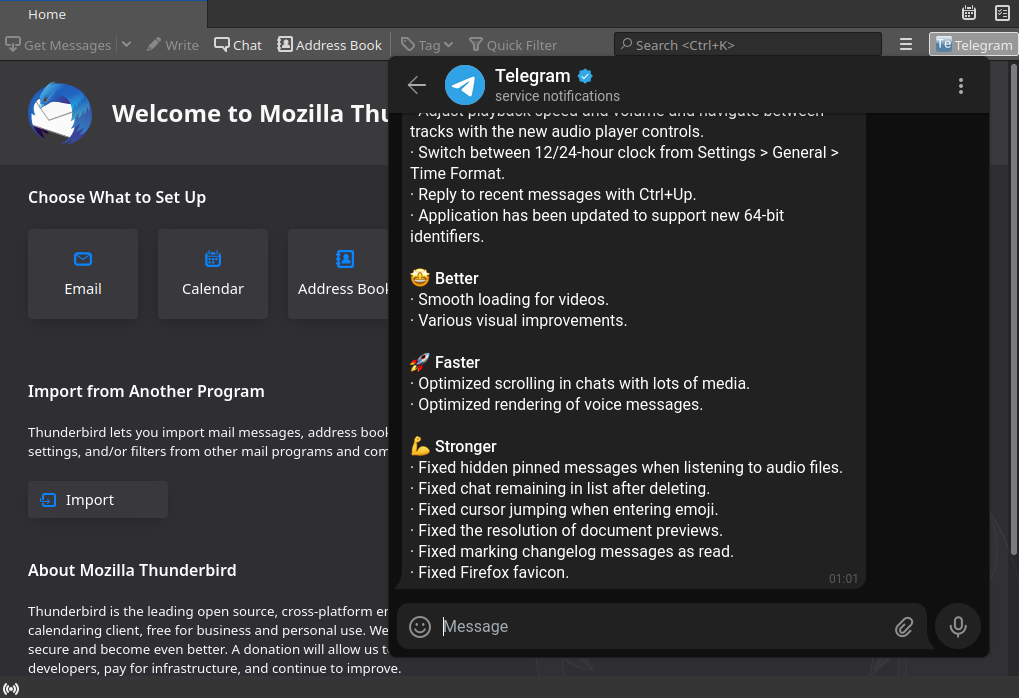 Home
Get Messages
Write
Chat
Address Book
Tag
Quick Filter
Search <Ctrl+K>
Telegram
Welcome to Mozilla Thu
Choose What to Set Up
Email
Calendar
Address Book
Import from Another Program
Thunderbird lets you import mail messages, address book
settings, and/or filters from other mail programs and com
Import
About Mozilla Thunderbird
Thunderbird is the leading open source, cross-platform e
calendaring client, free for business and personal use. We
secure and become even better. A donation will allow us t
developers, pay for infrastructure, and continue to improve.
Telegram
service notifications
· Adjust playback speed and volume and navigate between
tracks with the new audio player controls.
· Switch between 12/24-hour clock from Settings > General >
Time Format.
· Reply to recent messages with Ctrl+Up.
· Application has been updated to support new 64-bit
identifiers.
🤩 Better
· Smooth loading for videos.
· Various visual improvements.
🚀 Faster
· Optimized scrolling in chats with lots of media.
· Optimized rendering of voice messages.
💪 Stronger
· Fixed hidden pinned messages when listening to audio files.
· Fixed chat remaining in list after deleting.
· Fixed cursor jumping when entering emoji.
· Fixed the resolution of document previews.
· Fixed marking changelog messages as read.
· Fixed Firefox favicon.
01:01
Message